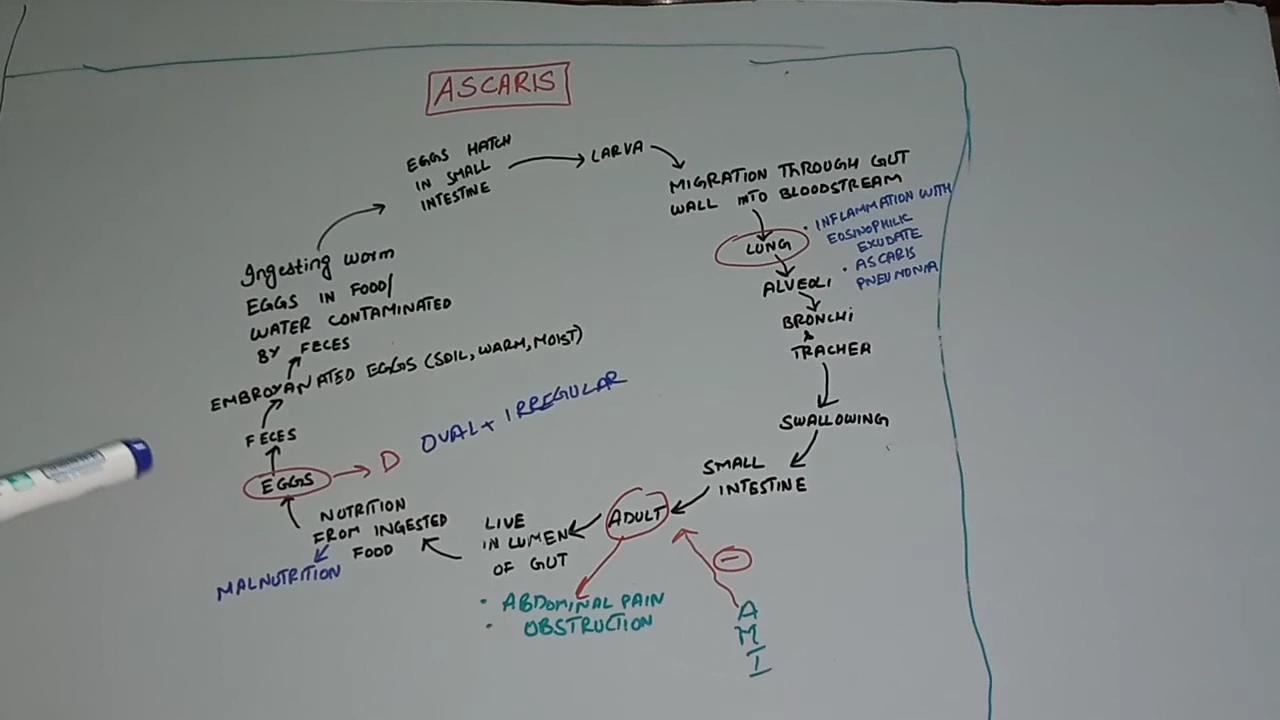 ASCARIS
EGGS HATCH
IN SMALL
INTESTINE
LARVA
MIGRATION THROUGH GUT
WALL INTO BLOODSTREAM
LUNG
• INFLAMMATION WITH
EOSINOPHILIC
EXUDATE
• ASCARIS
PNEUMONIA
ALVEOLI
BRONCHI
&
TRACHEA
SWALLOWING
SMALL
INTESTINE
ADULT
• ABDOMINAL PAIN
• OBSTRUCTION
−
A
M
I
LIVE
IN LUMEN
OF GUT
NUTRITION
FROM INGESTED
FOOD
MALNUTRITION
EGGS
D
OVAL + IRREGULAR
FECES
EMBROYANATED EGGS (SOIL, WARM, MOIST)
Ingesting worm
EGGS IN FOOD/
WATER CONTAMINATED
BY FECES